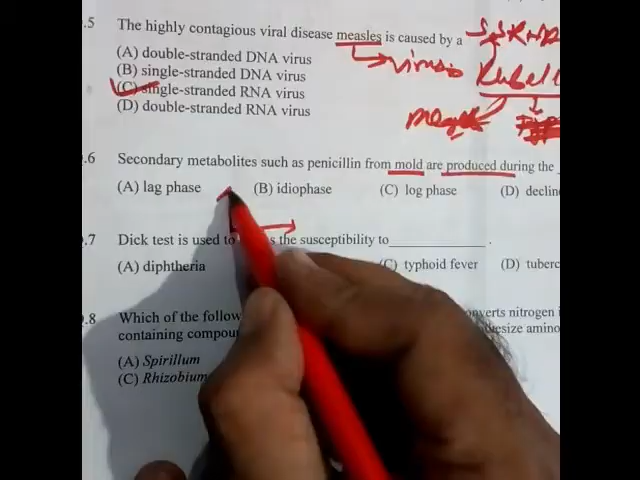 .5 The highly contagious viral disease measles is caused by a SSRNA
(A) double-stranded DNA virus
(B) single-stranded DNA virus
(C) single-stranded RNA virus
(D) double-stranded RNA virus
virus
.6 Secondary metabolites such as penicillin from mold are produced during the
(A) lag phase (B) idiophase (C) log phase (D) declin
.7 Dick test is used to the susceptibility to__________ .
(A) diphtheria (C) typhoid fever (D) tuberc
.8 Which of the follow onverts nitrogen
containing compou esize amino
(A) Spirillum
(C) Rhizobium